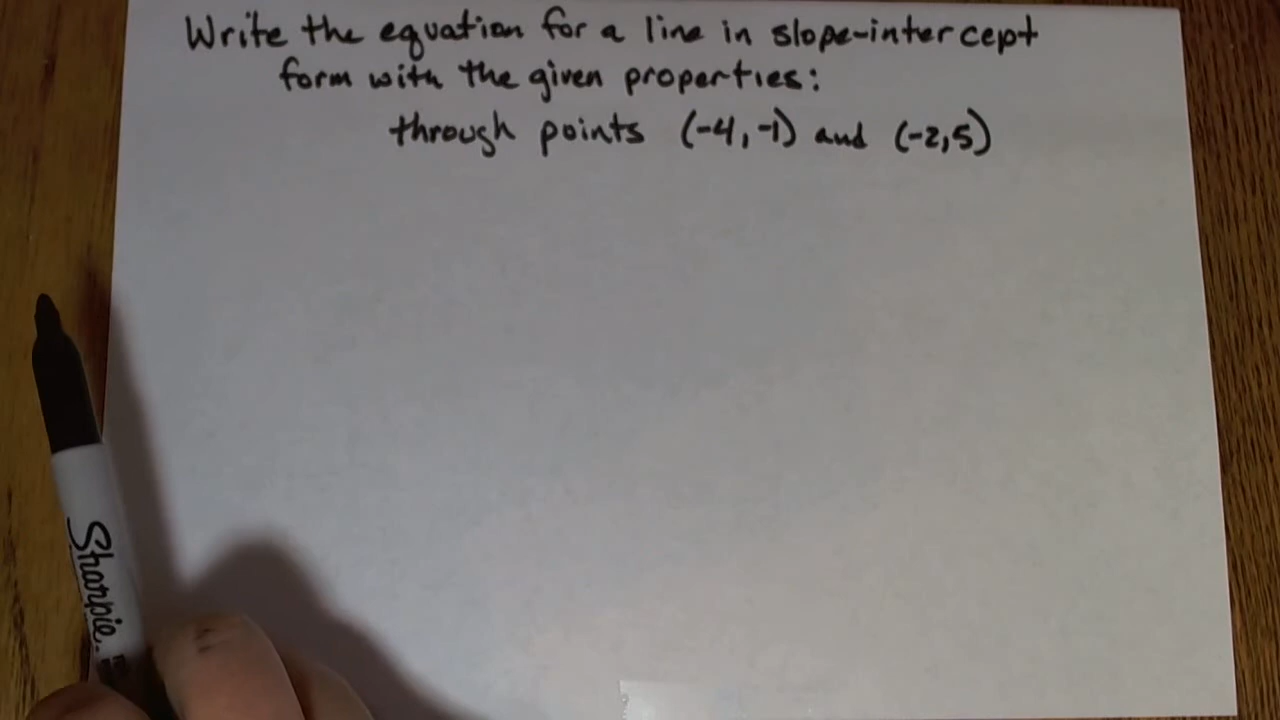 Write the equation for a line in slope-intercept
form with the given properties:
through points (-4,-1) and (-2,5)
Sharpie.